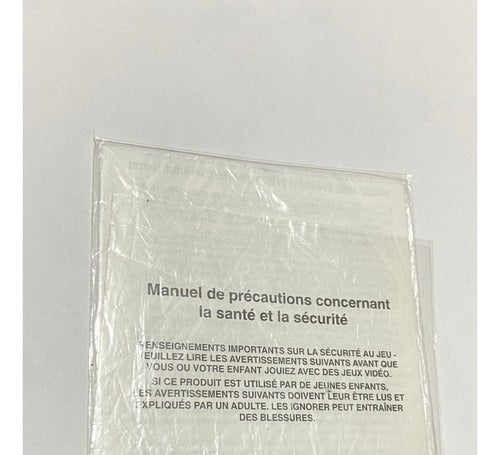 Manuel de précautions concernant
la santé et la sécurité
RENSEIGNEMENTS IMPORTANTS SUR LA SÉCURITÉ AU JEU -
VEUILLEZ LIRE LES AVERTISSEMENTS SUIVANTS AVANT QUE
VOUS OU VOTRE ENFANT JOUIEZ AVEC DES JEUX VIDÉO.
SI CE PRODUIT EST UTILISÉ PAR DE JEUNES ENFANTS,
LES AVERTISSEMENTS SUIVANTS DOIVENT LEUR ÊTRE LUS ET
EXPLIQUÉS PAR UN ADULTE. LES IGNORER PEUT ENTRAÎNER
DES BLESSURES.